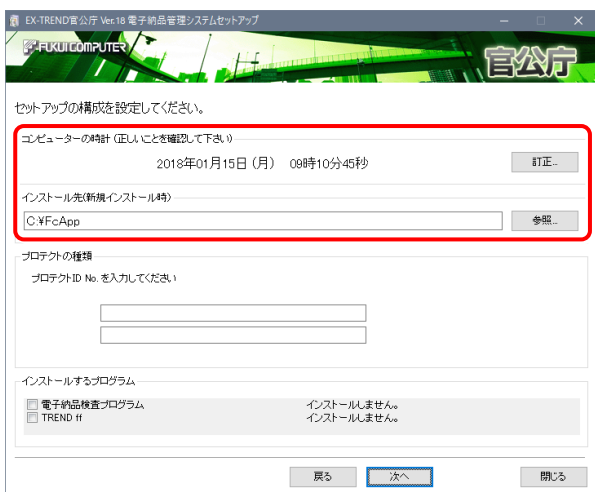 EX-TREND官公庁 Ver.18 電子納品管理システムセットアップ
FUKUI COMPUTER
官公庁
セットアップの構成を設定してください。
コンピューターの時計 (正しいことを確認して下さい)
2018年01月15日 (月) 09時10分45秒 訂正...
インストール先(新規インストール時)
C:¥FcApp 参照...
プロテクトの種類
プロテクトID No. を入力してください
インストールするプログラム
電子納品検査プログラム インストールしません。
TREND ff インストールしません。
戻る 次へ 閉じる